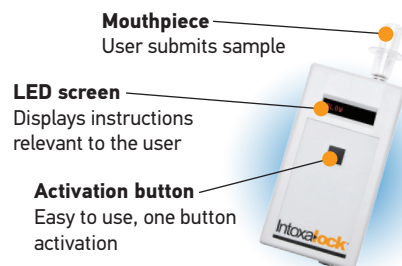 Mouthpiece
User submits sample
LED screen
Displays instructions
relevant to the user
Activation button
Easy to use, one button
activation
Intoxalock